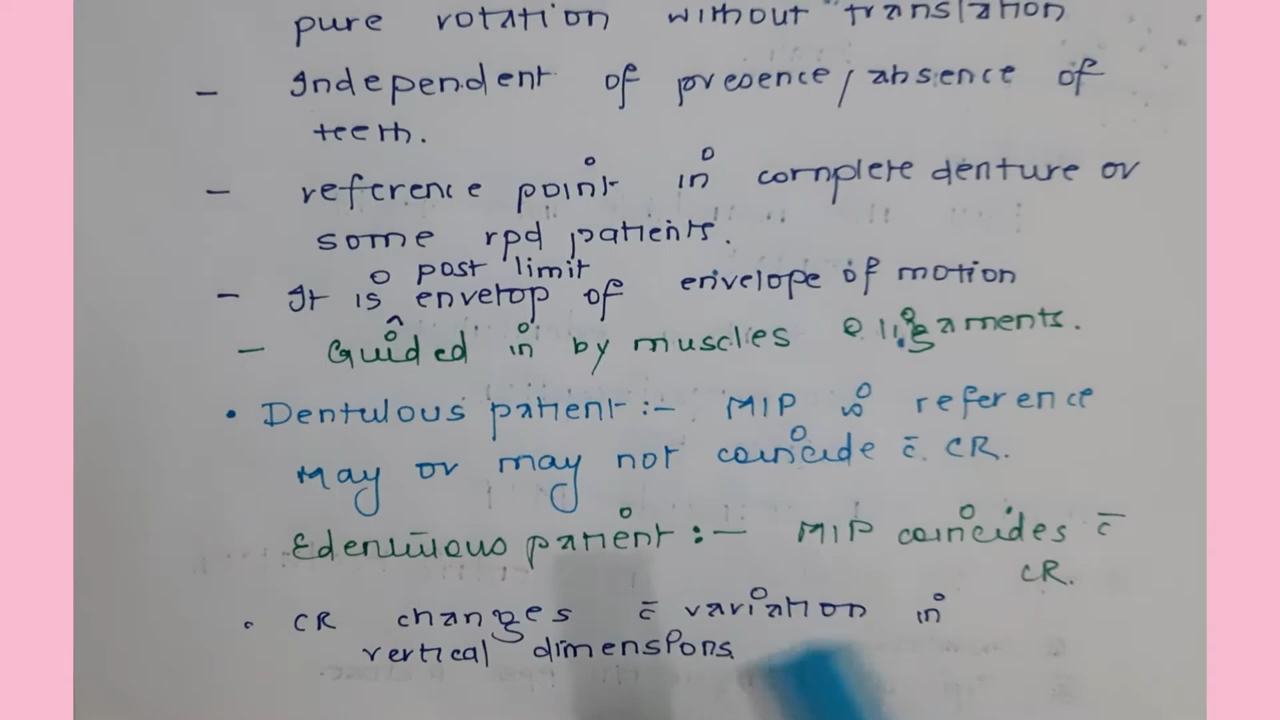 pure rotation without translation
- Independent of presence / absence of
teeth.
- reference point in complete denture or
some rpd patients.
post limit
- It is ^ envelop of envelope of motion
- Guided in by muscles & ligaments.
• Dentulous patient :- MIP is reference
May or may not coincide c̄ CR.
Edentulous patient :- MIP coincides c̄
CR.
• CR changes c̄ variation in
vertical dimensions